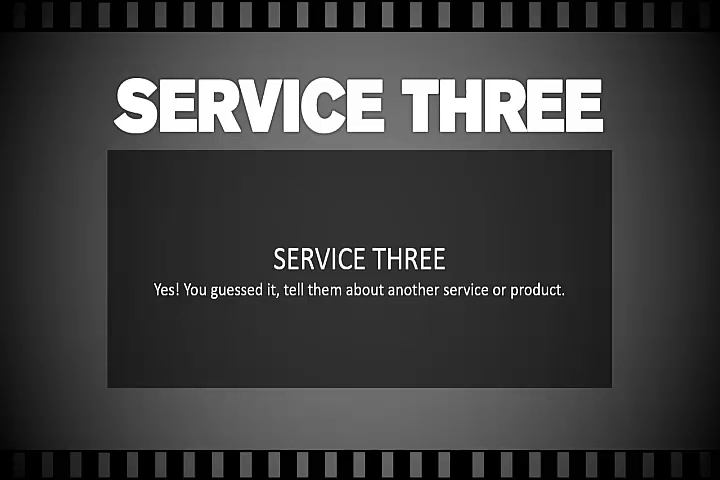 SERVICE THREE
SERVICE THREE
Yes! You guessed it, tell them about another service or product.